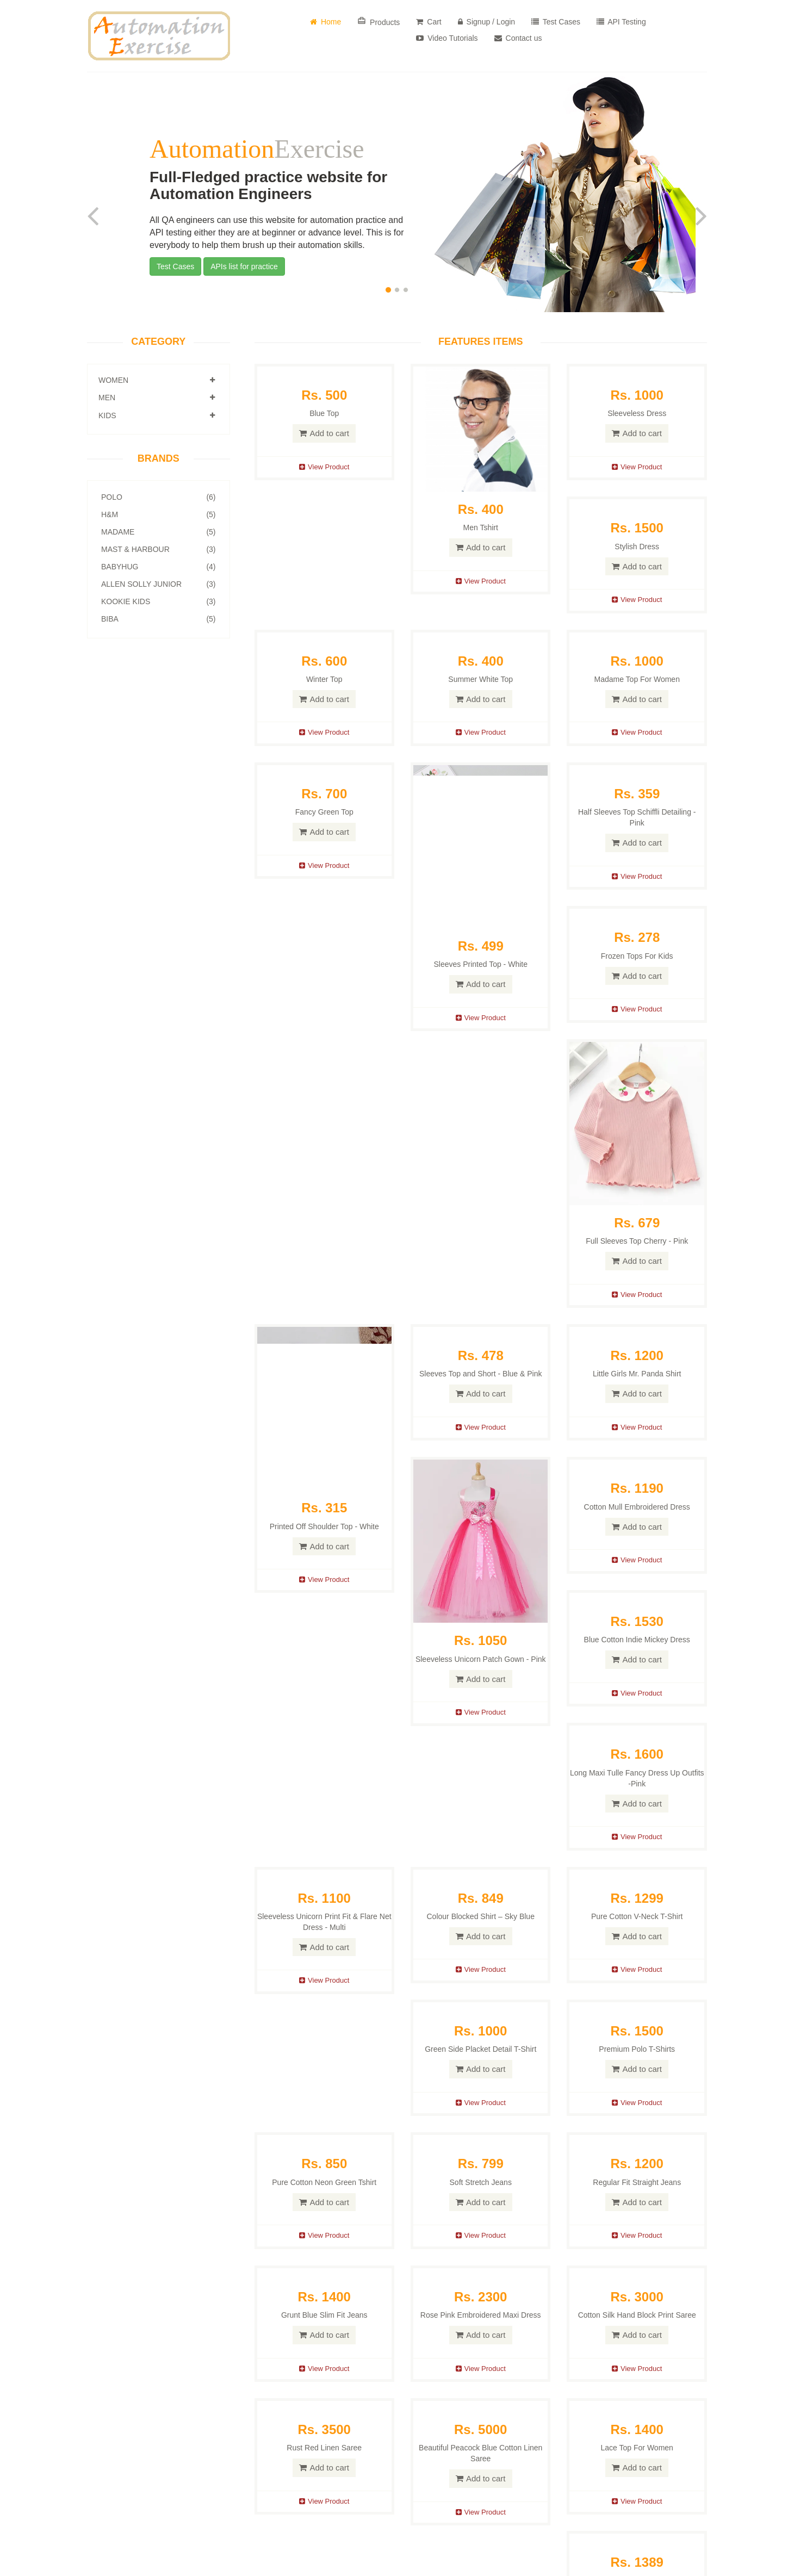 Automation
Exercise
Home
Products
Cart
Signup / Login
Test Cases
API Testing
Video Tutorials
Contact us
AutomationExercise
Full-Fledged practice website for
Automation Engineers
All QA engineers can use this website for automation practice and
API testing either they are at beginner or advance level. This is for
everybody to help them brush up their automation skills.
Test Cases
APIs list for practice
CATEGORY
WOMEN
MEN
KIDS
BRANDS
POLO (6)
H&M (5)
MADAME (5)
MAST & HARBOUR (3)
BABYHUG (4)
ALLEN SOLLY JUNIOR (3)
KOOKIE KIDS (3)
BIBA (5)
FEATURES ITEMS
Rs. 500
Blue Top
Add to cart
View Product
Rs. 400
Men Tshirt
Add to cart
View Product
Rs. 1000
Sleeveless Dress
Add to cart
View Product
Rs. 1500
Stylish Dress
Add to cart
View Product
Rs. 600
Winter Top
Add to cart
View Product
Rs. 400
Summer White Top
Add to cart
View Product
Rs. 1000
Madame Top For Women
Add to cart
View Product
Rs. 700
Fancy Green Top
Add to cart
View Product
Rs. 499
Sleeves Printed Top - White
Add to cart
View Product
Rs. 359
Half Sleeves Top Schiffli Detailing -
Pink
Add to cart
View Product
Rs. 278
Frozen Tops For Kids
Add to cart
View Product
Rs. 679
Full Sleeves Top Cherry - Pink
Add to cart
View Product
Rs. 315
Printed Off Shoulder Top - White
Add to cart
View Product
Rs. 478
Sleeves Top and Short - Blue & Pink
Add to cart
View Product
Rs. 1200
Little Girls Mr. Panda Shirt
Add to cart
View Product
Rs. 1050
Sleeveless Unicorn Patch Gown - Pink
Add to cart
View Product
Rs. 1190
Cotton Mull Embroidered Dress
Add to cart
View Product
Rs. 1530
Blue Cotton Indie Mickey Dress
Add to cart
View Product
Rs. 1600
Long Maxi Tulle Fancy Dress Up Outfits
-Pink
Add to cart
View Product
Rs. 1100
Sleeveless Unicorn Print Fit & Flare Net
Dress - Multi
Add to cart
View Product
Rs. 849
Colour Blocked Shirt – Sky Blue
Add to cart
View Product
Rs. 1299
Pure Cotton V-Neck T-Shirt
Add to cart
View Product
Rs. 1000
Green Side Placket Detail T-Shirt
Add to cart
View Product
Rs. 1500
Premium Polo T-Shirts
Add to cart
View Product
Rs. 850
Pure Cotton Neon Green Tshirt
Add to cart
View Product
Rs. 799
Soft Stretch Jeans
Add to cart
View Product
Rs. 1200
Regular Fit Straight Jeans
Add to cart
View Product
Rs. 1400
Grunt Blue Slim Fit Jeans
Add to cart
View Product
Rs. 2300
Rose Pink Embroidered Maxi Dress
Add to cart
View Product
Rs. 3000
Cotton Silk Hand Block Print Saree
Add to cart
View Product
Rs. 3500
Rust Red Linen Saree
Add to cart
View Product
Rs. 5000
Beautiful Peacock Blue Cotton Linen
Saree
Add to cart
View Product
Rs. 1400
Lace Top For Women
Add to cart
View Product
Rs. 1389